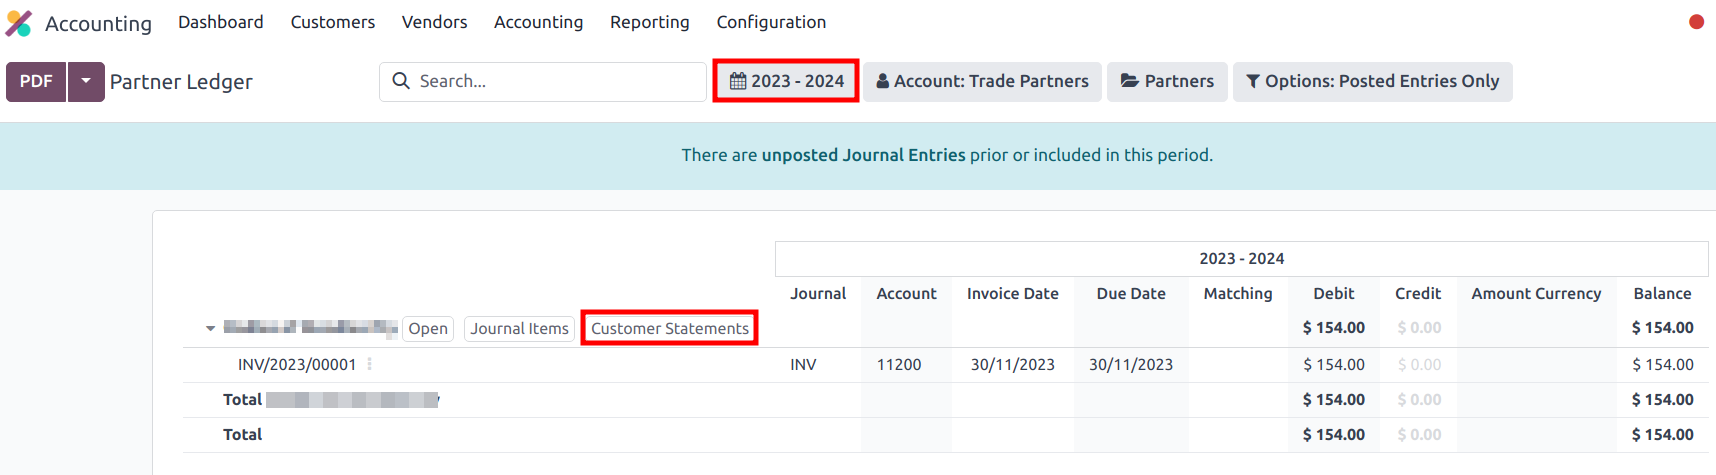 Accounting Dashboard Customers Vendors Accounting Reporting Configuration
PDF Partner Ledger Search... 2023 - 2024 Account: Trade Partners Partners Options: Posted Entries Only
There are unposted Journal Entries prior or included in this period.
2023 - 2024
Journal Account Invoice Date Due Date Matching Debit Credit Amount Currency Balance
Open Journal Items Customer Statements $ 154.00 $ 0.00 $ 154.00
INV/2023/00001 INV 11200 30/11/2023 30/11/2023 $ 154.00 $ 0.00 $ 154.00
Total $ 154.00 $ 0.00 $ 154.00
Total $ 154.00 $ 0.00 $ 154.00